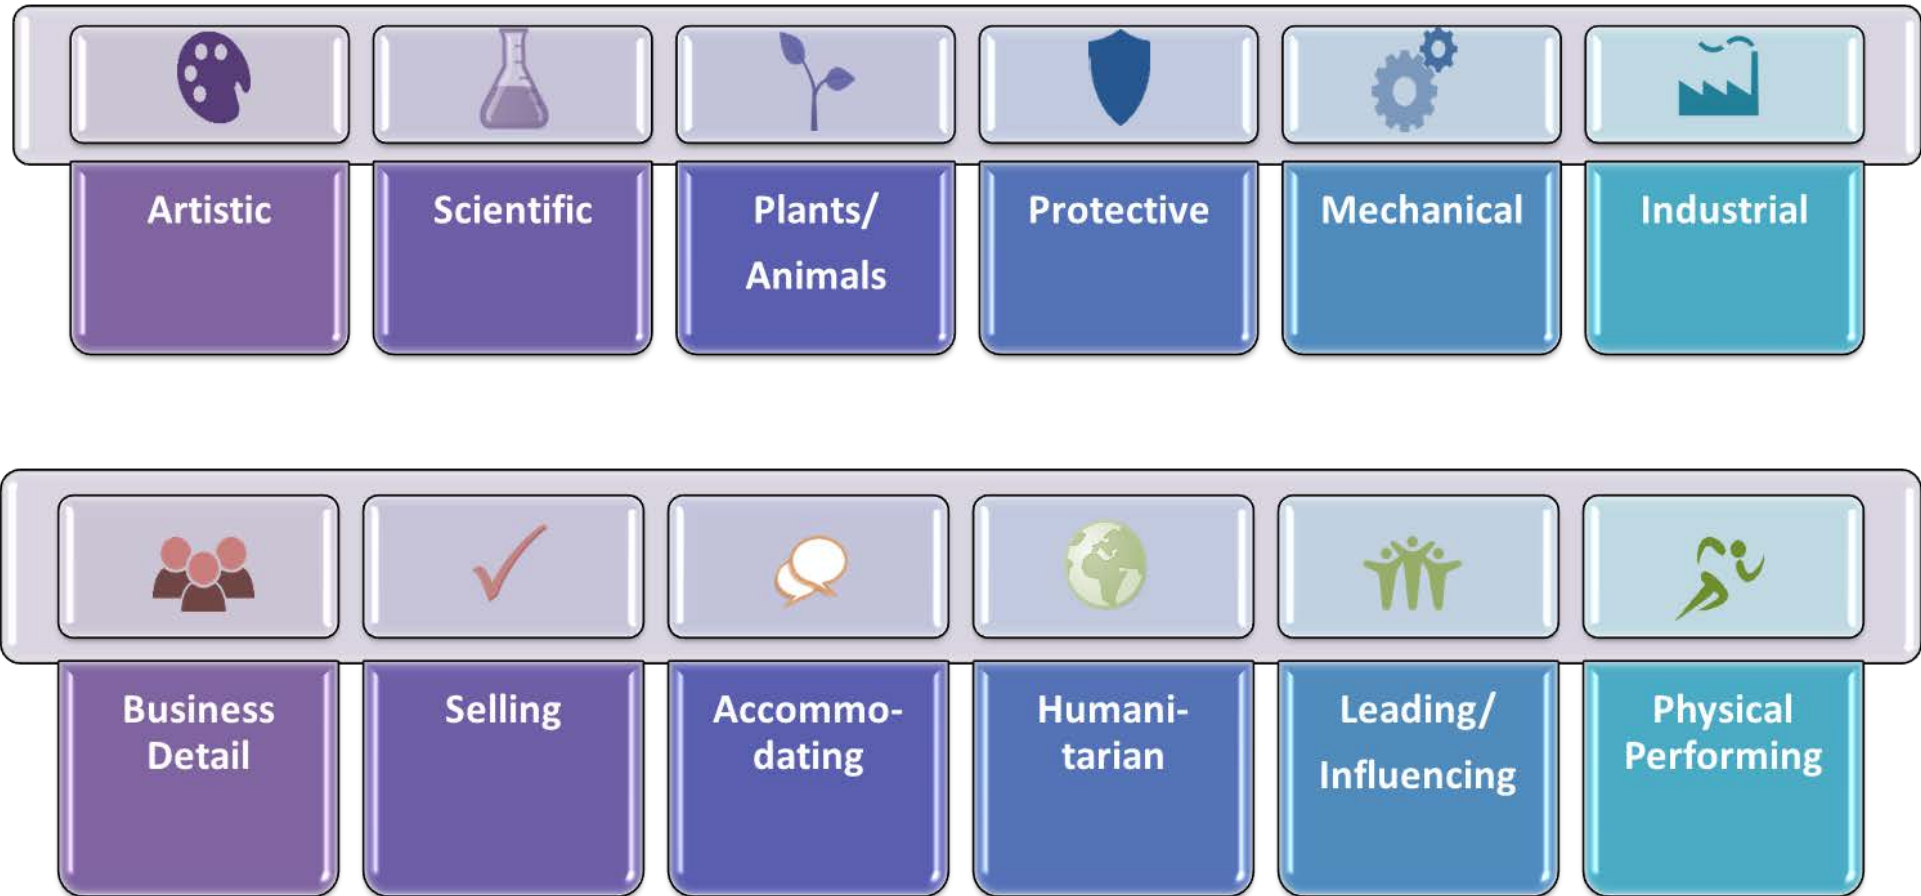 Artistic
Scientific
Plants/
Animals
Protective
Mechanical
Industrial
Business
Detail
Selling
Accommo-
dating
Humani-
tarian
Leading/
Influencing
Physical
Performing